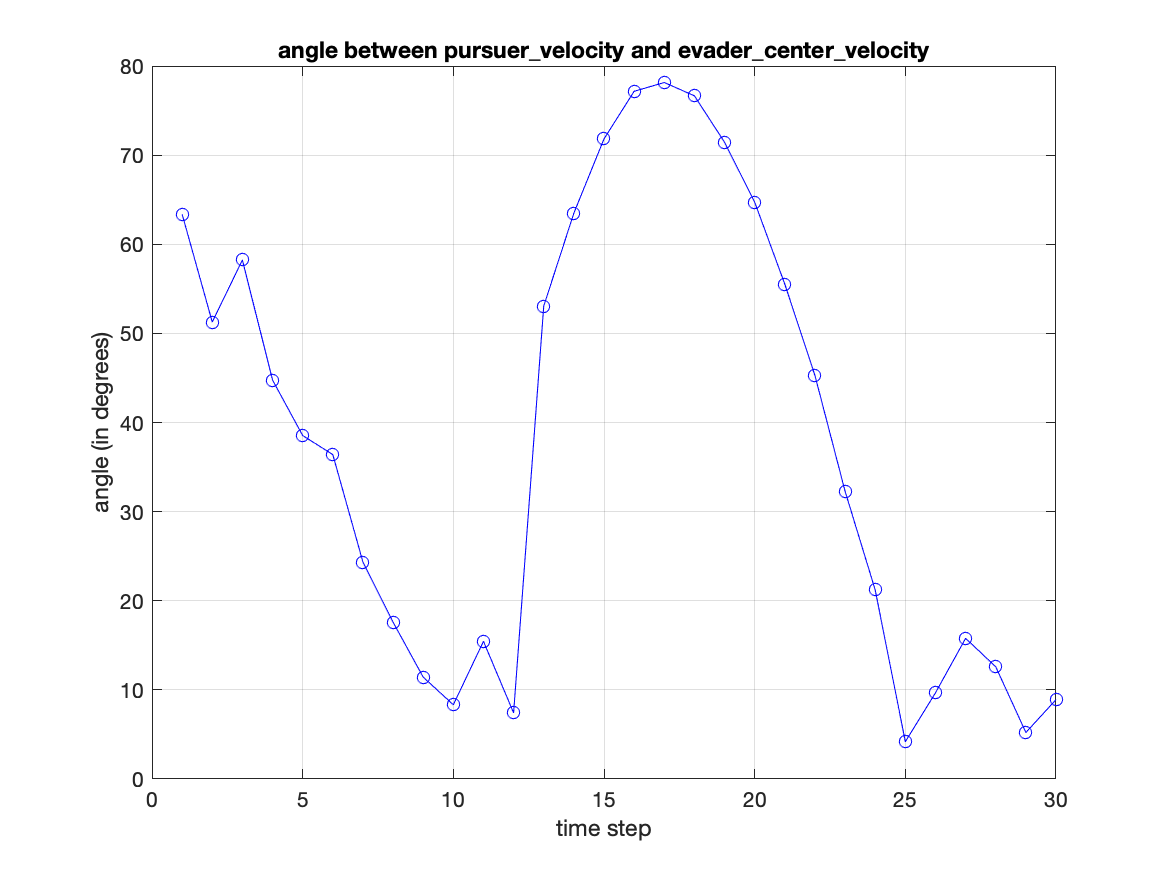 angle between pursuer_velocity and evader_center_velocity
80
70
60
50
40
30
20
10
0
angle (in degrees)
0 5 10 15 20 25 30
time step